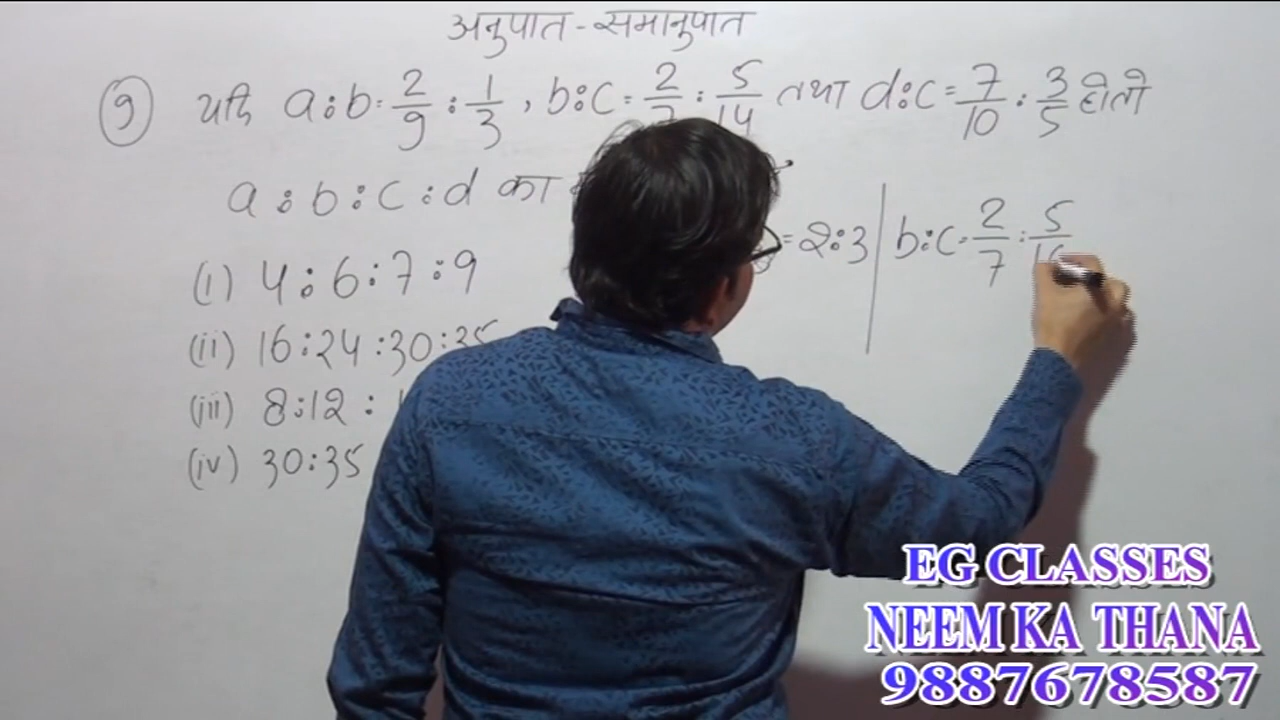 अनुपात-समानुपात
(9) यदि a:b=2/9:1/3, b:c=2/7:5/14 तथा d:c=7/10:3/5 हो तो
a:b:c:d का
=2:3 | b:c=2/7:5/
(i) 4:6:7:9
(ii) 16:24:30:35
(iii) 8:12:
(iv) 30:35
EG CLASSES
NEEM KA THANA
9887678587